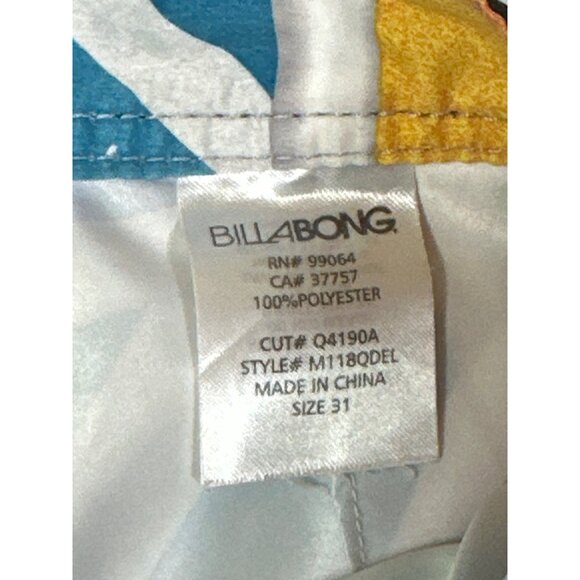 BILLABONG
RN# 99064
CA# 37757
100%POLYESTER
CUT# Q4190A
STYLE# M118QDEL
MADE IN CHINA
SIZE 31